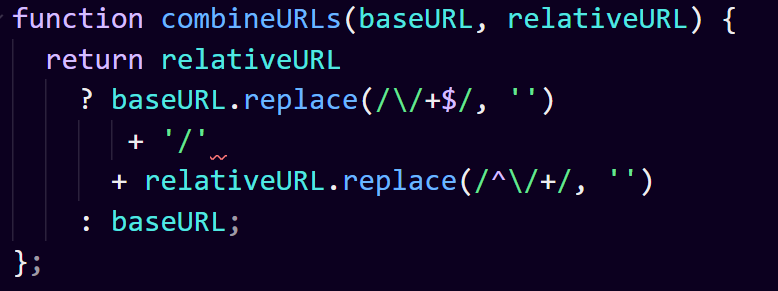 function combineURLs(baseURL, relativeURL) {
  return relativeURL
    ? baseURL.replace(/\/+$/, '')
       + '/'
      + relativeURL.replace(/^\/+/, '')
    : baseURL;
};